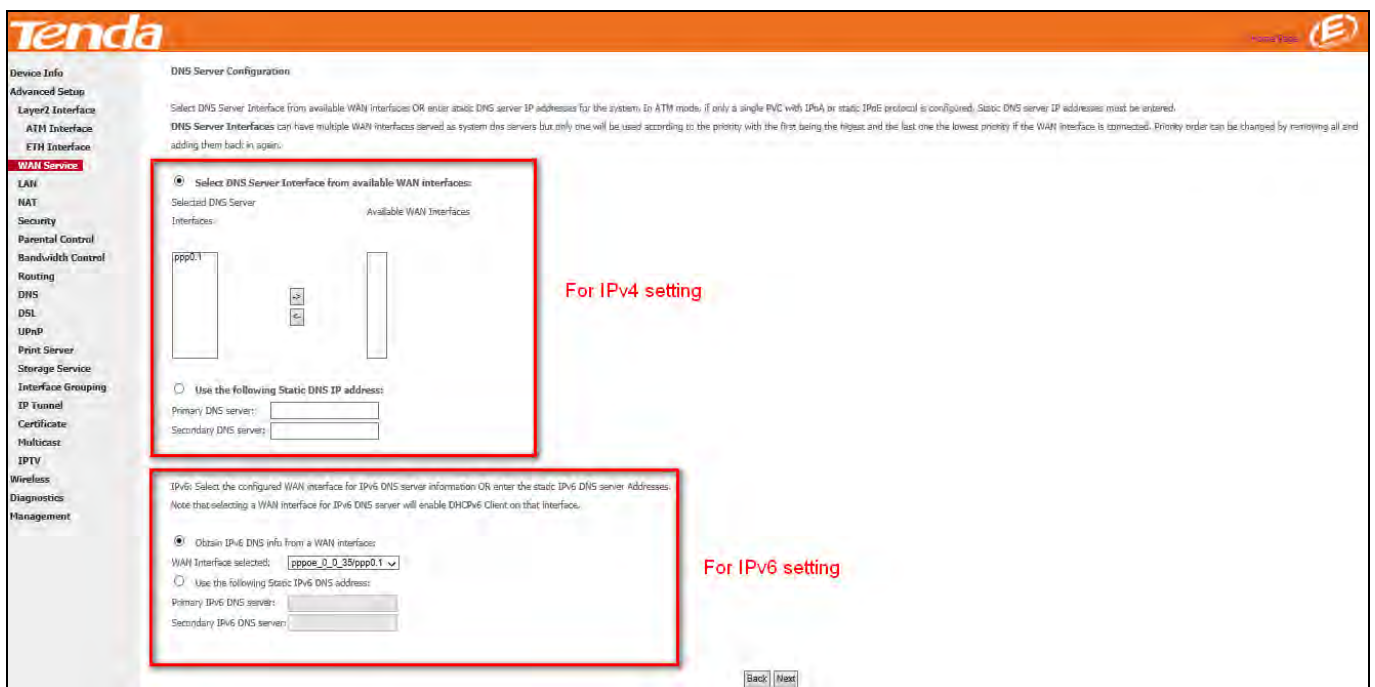 Tenda
Home Page
Device Info
Advanced Setup
Layer2 Interface
ATM Interface
ETH Interface
WAN Service
LAN
NAT
Security
Parental Control
Bandwidth Control
Routing
DNS
DSL
UPnP
Print Server
Storage Service
Interface Grouping
IP Tunnel
Certificate
Multicast
IPTV
Wireless
Diagnostics
Management
DNS Server Configuration
Select DNS Server Interface from available WAN interfaces OR enter static DNS server IP addresses for the system. In ATM mode, if only a single PVC with IPoA or static IPoE protocol is configured, Static DNS server IP addresses must be entered.
DNS Server Interfaces can have multiple WAN interfaces served as system dns servers but only one will be used according to the priority with the first being the higest and the last one the lowest priority if the WAN interface is connected. Priority order can be changed by removing all and
adding them back in again.
Select DNS Server Interface from available WAN interfaces:
Selected DNS Server
Interfaces
Available WAN Interfaces
ppp0.1
->
<-
For IPv4 setting
Use the following Static DNS IP address:
Primary DNS server:
Secondary DNS server:
IPv6: Select the configured WAN interface for IPv6 DNS server information OR enter the static IPv6 DNS server Addresses.
Note that selecting a WAN interface for IPv6 DNS server will enable DHCPv6 Client on that interface.
Obtain IPv6 DNS info from a WAN interface:
WAN Interface selected: pppoe_0_0_35/ppp0.1
Use the following Static IPv6 DNS address:
Primary IPv6 DNS server:
Secondary IPv6 DNS server:
For IPv6 setting
Back Next